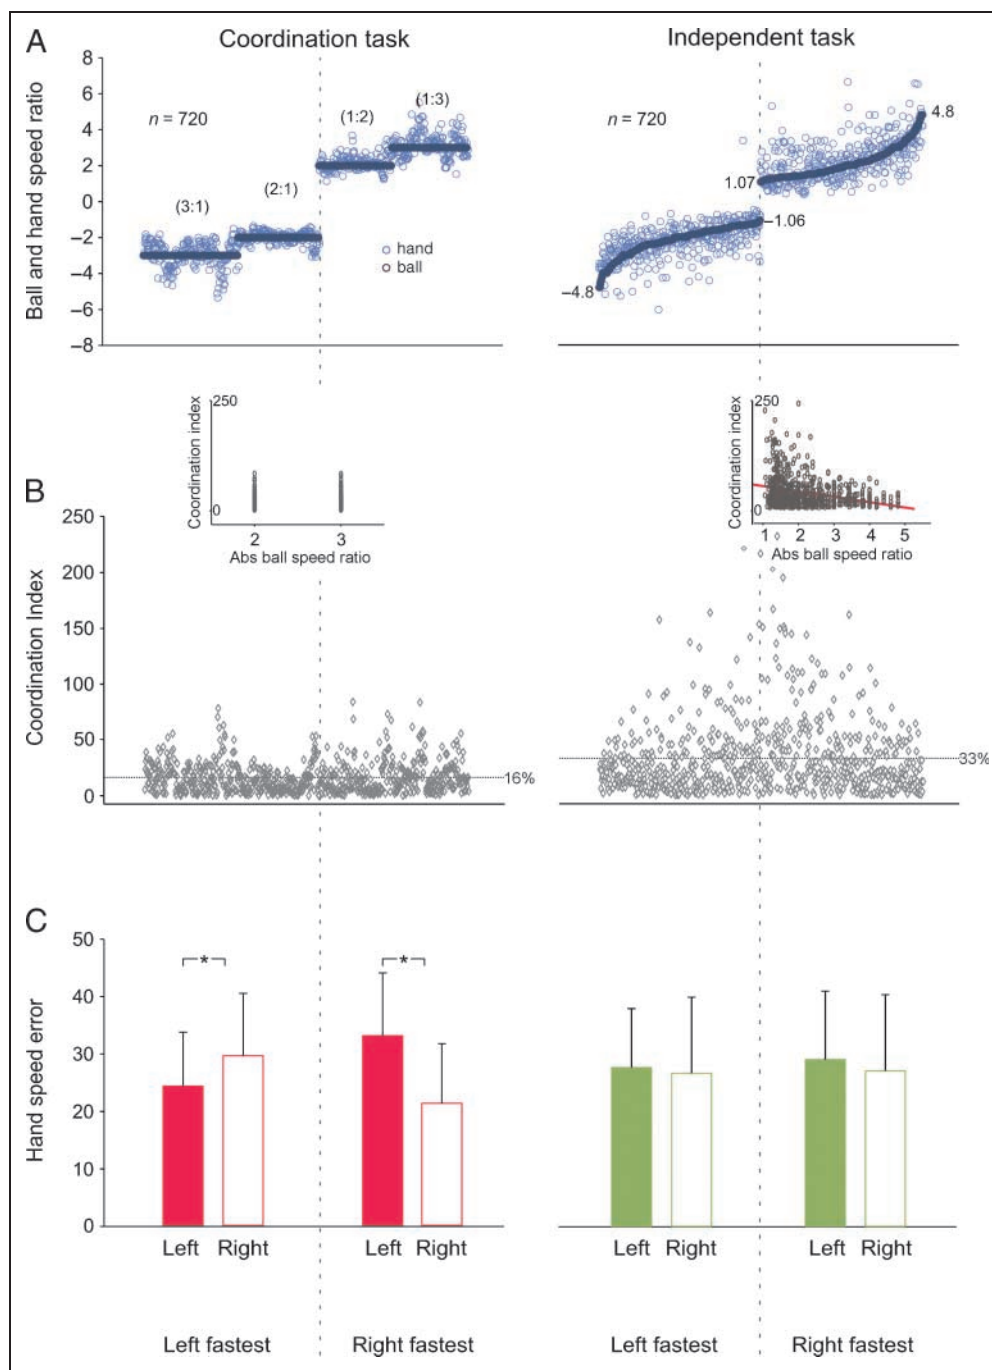 A
Coordination task
Independent task
Ball and hand speed ratio
8
6
4
2
0
–2
–4
–6
–8
n = 720
(3:1)
(2:1)
(1:2)
(1:3)
hand
ball
n = 720
4.8
1.07
–1.06
–4.8
B
Coordination index
250
0
2 3
Abs ball speed ratio
Coordination index
250
0
1 2 3 4 5
Abs ball speed ratio
Coordination Index
250
200
150
100
50
0
16%
33%
C
Hand speed error
50
40
30
20
10
0
*
*
Left Right Left Right Left Right Left Right
Left fastest Right fastest Left fastest Right fastest